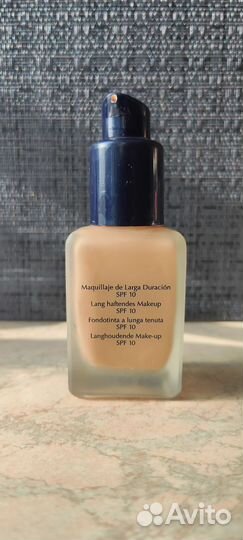 Maquillaje de Larga Duración
SPF 10
Lang haftendes Makeup
SPF 10
Fondotinta a lunga tenuta
SPF 10
Langhoudende Make-up
SPF 10
Avito